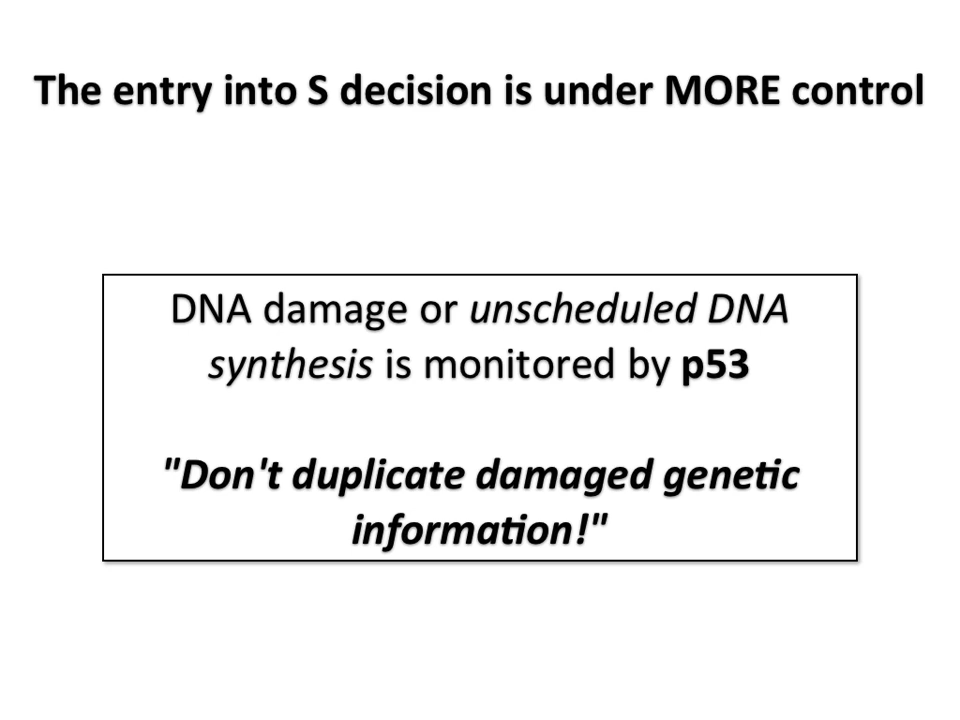 The entry into S decision is under MORE control
DNA damage or unscheduled DNA
synthesis is monitored by p53
"Don't duplicate damaged genetic
information!"